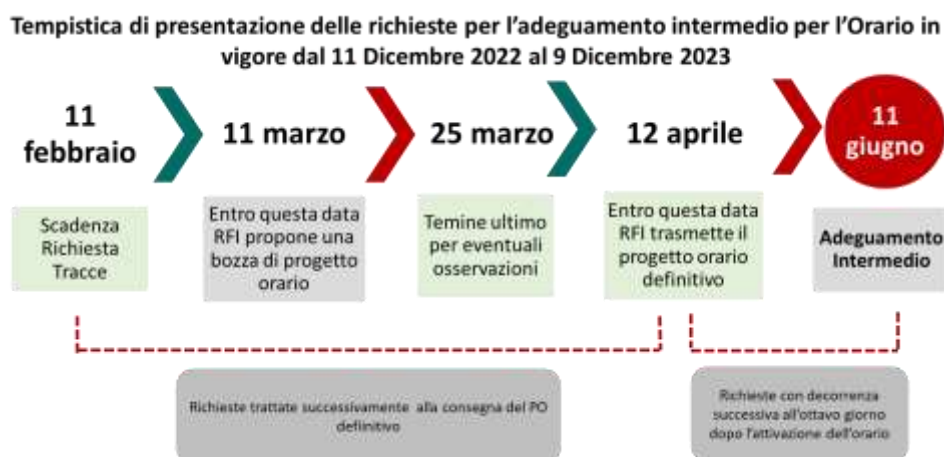 Tempistica di presentazione delle richieste per l'adeguamento intermedio per l'Orario in
vigore dal 11 Dicembre 2022 al 9 Dicembre 2023
11
febbraio
11 marzo
25 marzo
12 aprile
11
giugno
Scadenza
Richiesta
Tracce
Entro questa data
RFI propone una
bozza di progetto
orario
Temine ultimo
per eventuali
osservazioni
Entro questa data
RFI trasmette il
progetto orario
definitivo
Adeguamento
Intermedio
Richieste trattate successivamente alla consegna del PO
definitivo
Richieste con decorrenza
successiva all'ottavo giorno
dopo l'attivazione dell'orario